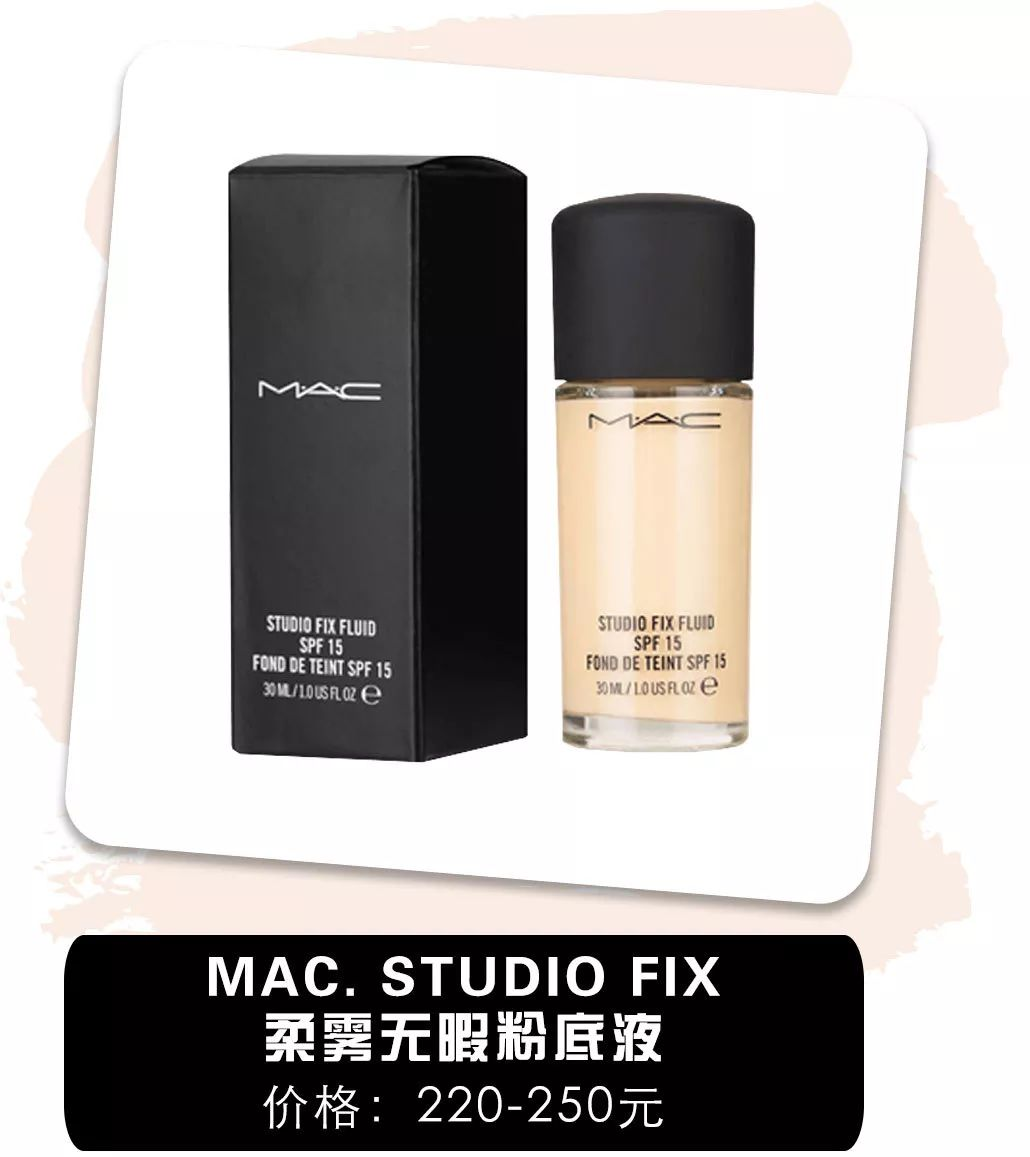 M·A·C
STUDIO FIX FLUID
SPF 15
FOND DE TEINT SPF 15
30 ML / 1.0 US FL OZ e
M·A·C
STUDIO FIX FLUID
SPF 15
FOND DE TEINT SPF 15
30 ML / 1.0 US FL OZ e
MAC. STUDIO FIX
柔雾无暇粉底液
价格：220-250元